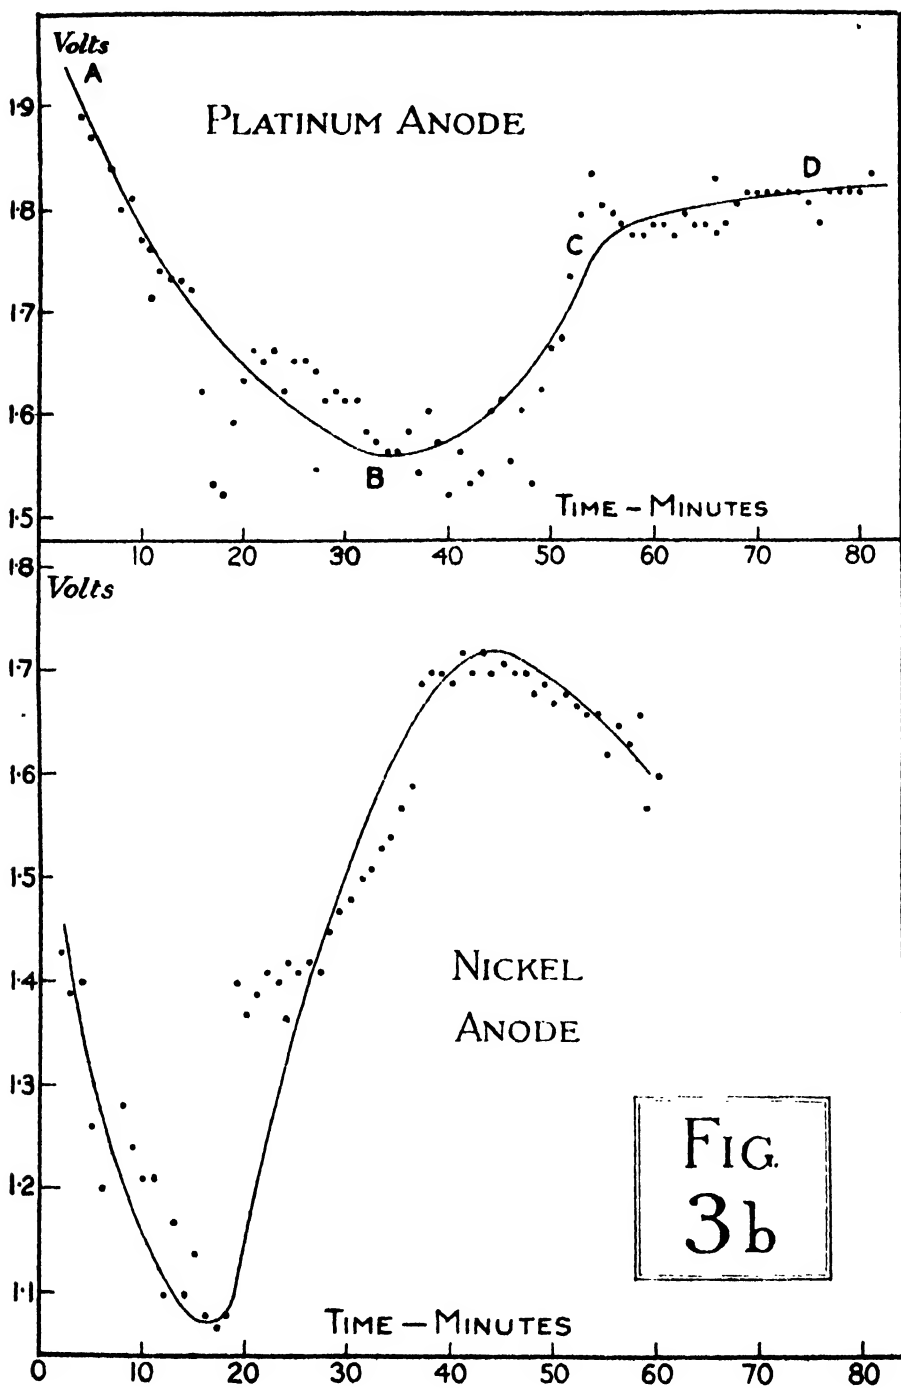 Volts
A
1·9
PLATINUM ANODE
D
1·8
C
1·7
1·6
B
TIME – MINUTES
1·5
10 20 30 40 50 60 70 80
1·8
Volts
1·7
1·6
1·5
NICKEL
1·4
ANODE
1·3
FIG.
1·2
3b
1·1
TIME – MINUTES
0 10 20 30 40 50 60 70 80